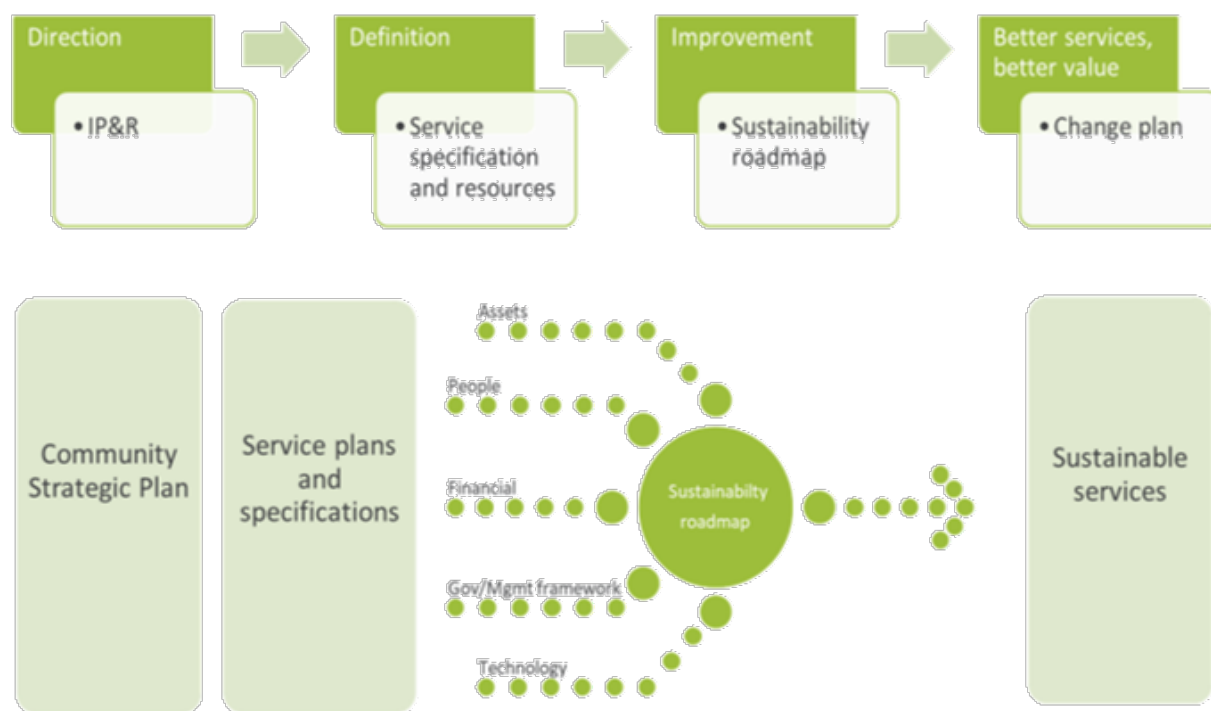 Direction
• IP&R
Definition
• Service
specification
and resources
Improvement
• Sustainability
roadmap
Better services,
better value
• Change plan
Community
Strategic Plan
Service plans
and
specifications
Assets
People
Financial
Gov/Mgmt framework
Technology
Sustainabilty
roadmap
Sustainable
services